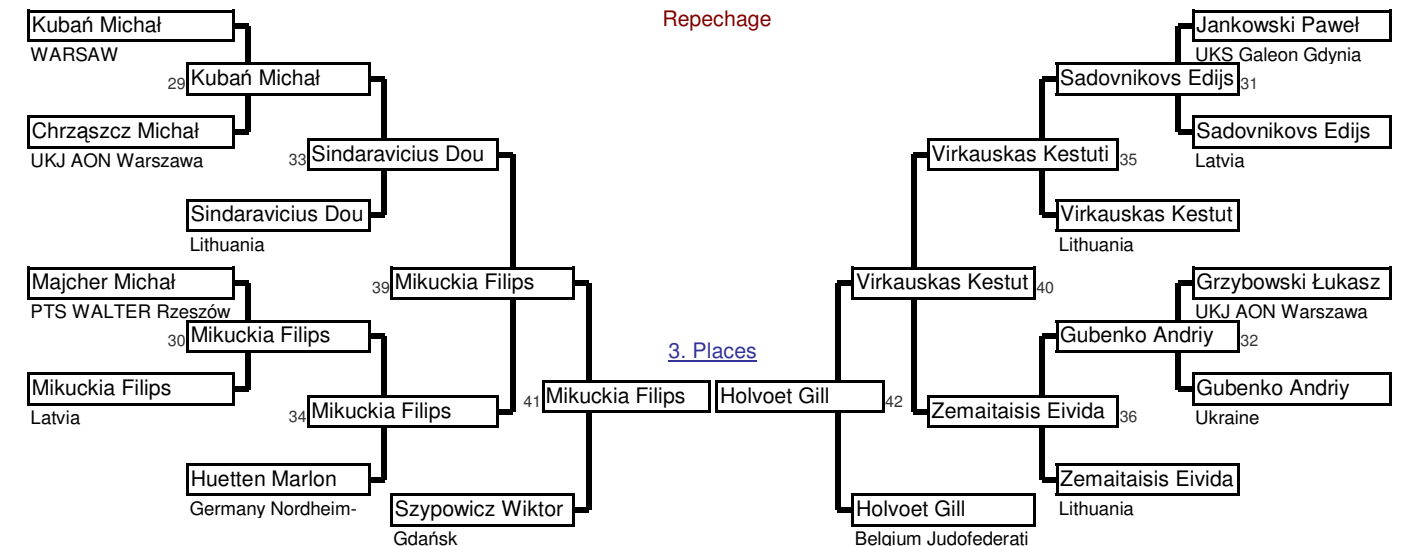 Repechage
Kubań Michał
WARSAW
29 Kubań Michał
Chrząszcz Michał
UKJ AON Warszawa
33 Sindaravicius Dou
Sindaravicius Dou
Lithuania
Majcher Michał
PTS WALTER Rzeszów
39 Mikuckia Filips
30 Mikuckia Filips
Mikuckia Filips
Latvia
34 Mikuckia Filips
Huetten Marlon
Germany Nordheim-
41 Mikuckia Filips
Szypowicz Wiktor
Gdańsk
3. Places
Jankowski Paweł
UKS Galeon Gdynia
Sadovnikovs Edijs 31
Sadovnikovs Edijs
Latvia
Virkauskas Kestuti 35
Virkauskas Kestut
Lithuania
Virkauskas Kestut 40
Grzybowski Łukasz
UKJ AON Warszawa
Gubenko Andriy 32
Gubenko Andriy
Ukraine
Holvoet Gill 42
Zemaitaisis Eivida 36
Zemaitaisis Eivida
Lithuania
Holvoet Gill
Belgium Judofederati